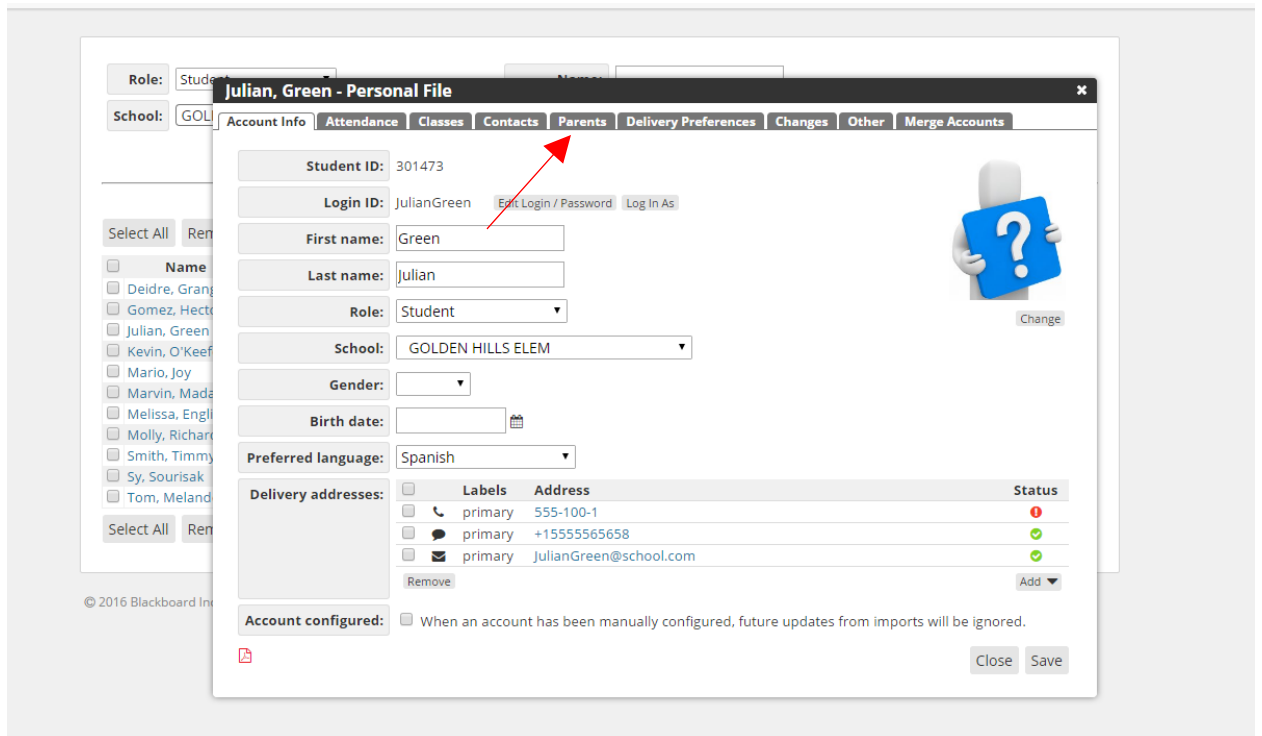 Role: Student
School: GOL
Julian, Green - Personal File
Account Info Attendance Classes Contacts Parents Delivery Preferences Changes Other Merge Accounts
Student ID: 301473
Login ID: JulianGreen Edit Login / Password Log In As
First name: Green
Last name: Julian
Role: Student
School: GOLDEN HILLS ELEM
Gender:
Birth date:
Preferred language: Spanish
Delivery addresses: Labels Address Status
primary 555-100-1
primary +15555565658
primary JulianGreen@school.com
Remove Add
Account configured: When an account has been manually configured, future updates from imports will be ignored.
Close Save
Change
?
Select All Rem
Name
Deidre, Grang
Gomez, Hecto
Julian, Green
Kevin, O'Keef
Mario, Joy
Marvin, Mada
Melissa, Engli
Molly, Richard
Smith, Timmy
Sy, Sourisak
Tom, Meland
Select All Rem
© 2016 Blackboard Inc